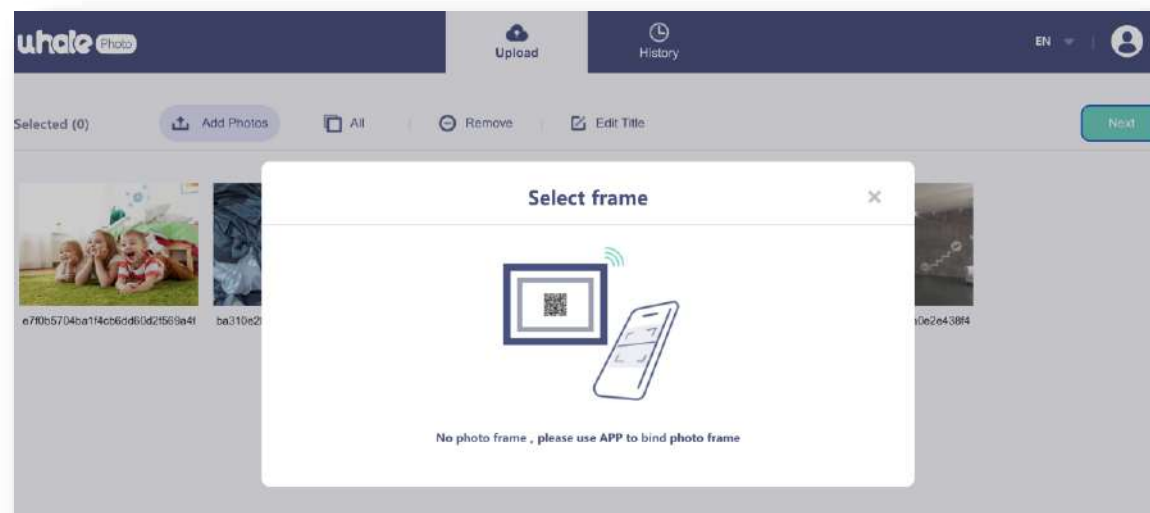 uhale Photo
Upload
History
EN
Selected (0)
Add Photos
All
Remove
Edit Title
Next
Select frame
No photo frame , please use APP to bind photo frame